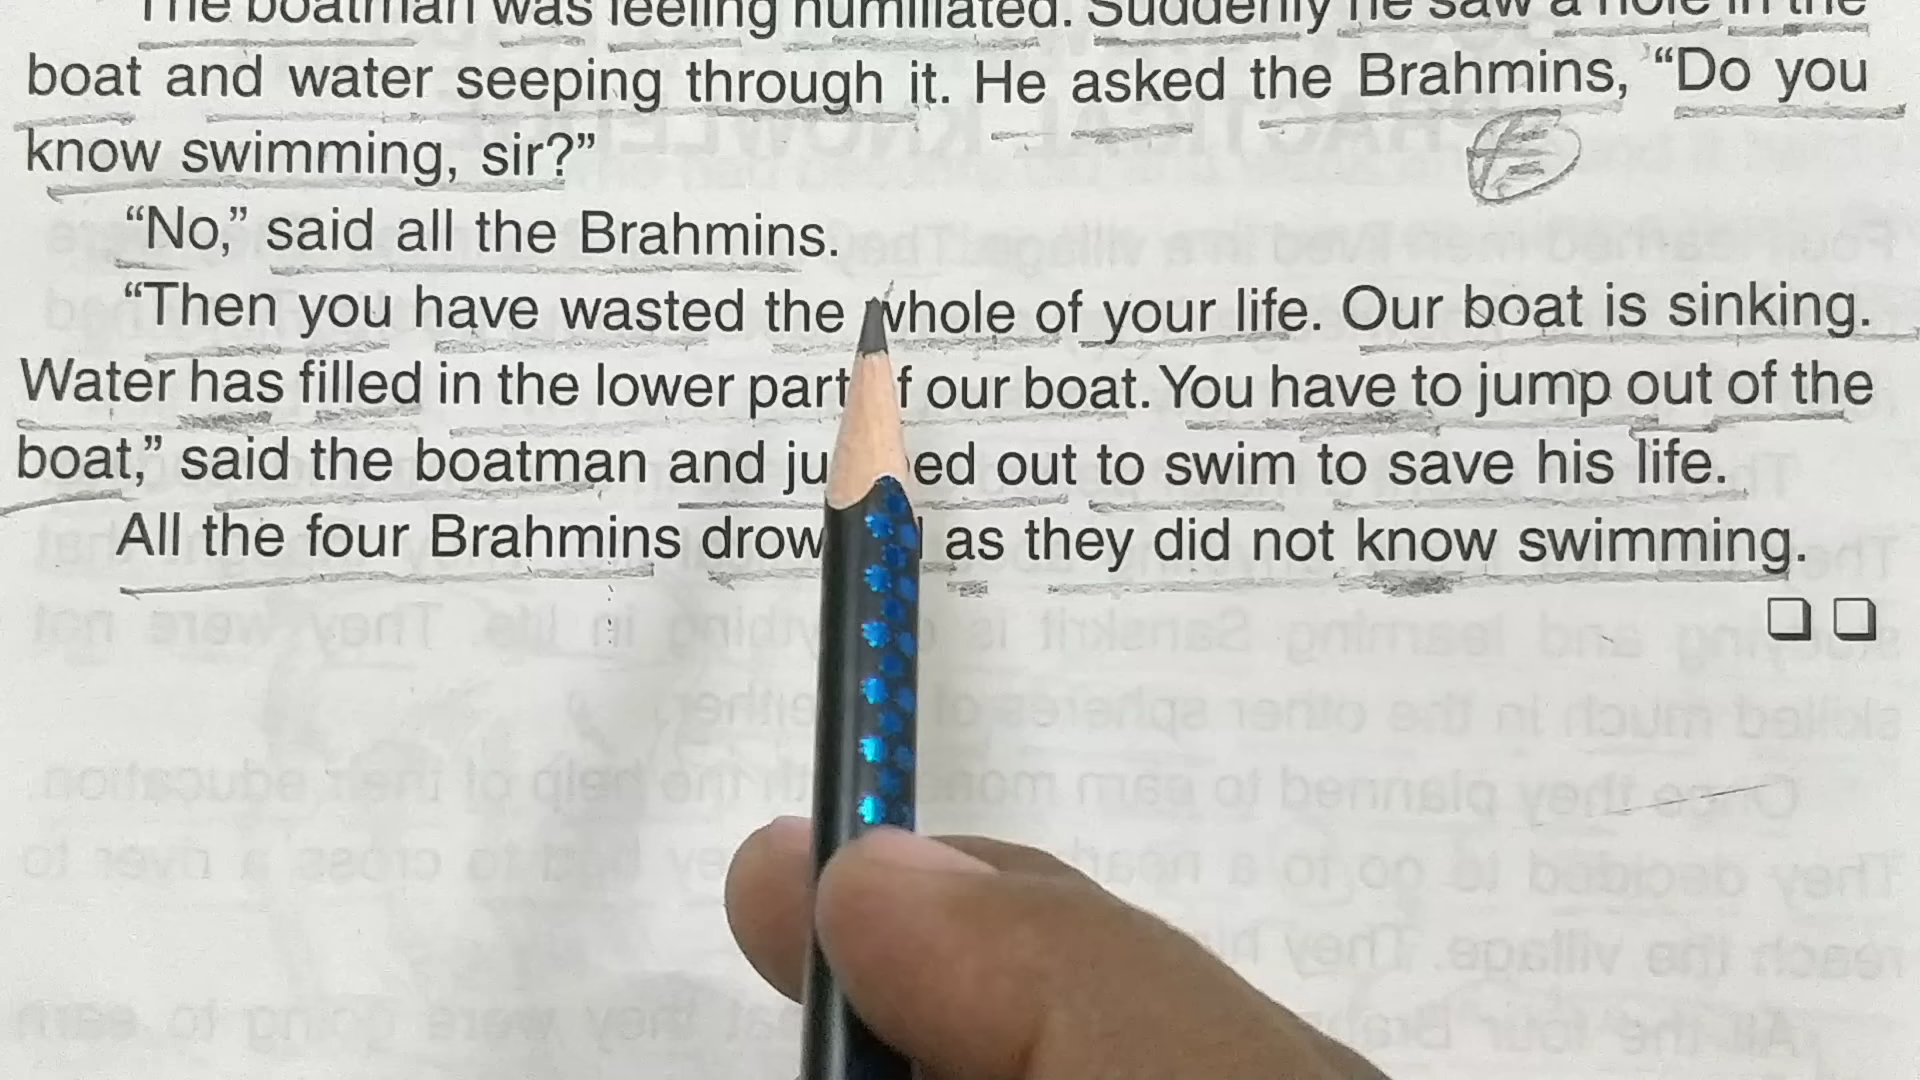 The boatman was feeling humiliated. Suddenly he saw a hole in the
boat and water seeping through it. He asked the Brahmins, “Do you
know swimming, sir?”
“No,” said all the Brahmins.
“Then you have wasted the whole of your life. Our boat is sinking.
Water has filled in the lower part f our boat. You have to jump out of the
boat,” said the boatman and ju ed out to swim to save his life.
All the four Brahmins drow as they did not know swimming.